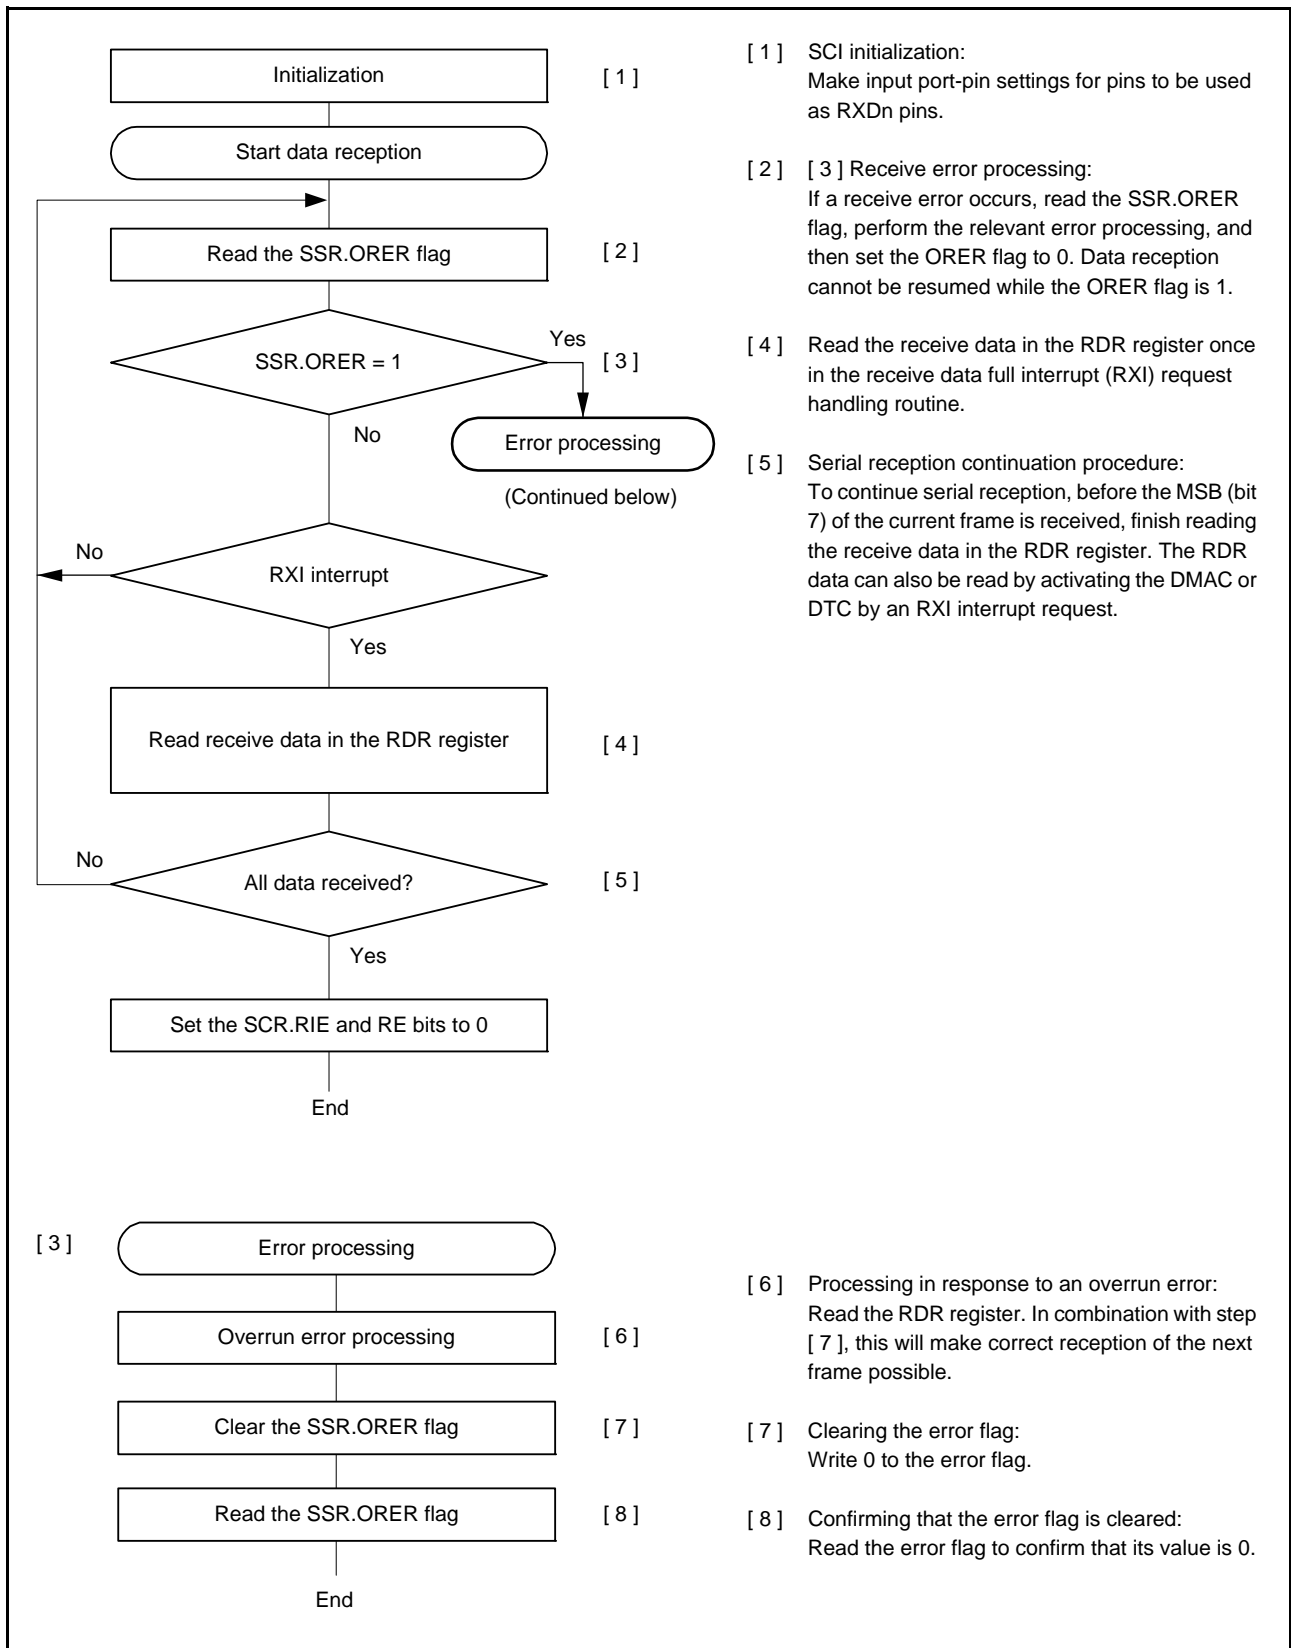 Initialization
[ 1 ]
Start data reception
Read the SSR.ORER flag
[ 2 ]
SSR.ORER = 1
Yes
[ 3 ]
No
Error processing
(Continued below)
No
RXI interrupt
Yes
Read receive data in the RDR register
[ 4 ]
No
All data received?
[ 5 ]
Yes
Set the SCR.RIE and RE bits to 0
End
[ 1 ] SCI initialization:
Make input port-pin settings for pins to be used
as RXDn pins.
[ 2 ] [ 3 ] Receive error processing:
If a receive error occurs, read the SSR.ORER
flag, perform the relevant error processing, and
then set the ORER flag to 0. Data reception
cannot be resumed while the ORER flag is 1.
[ 4 ] Read the receive data in the RDR register once
in the receive data full interrupt (RXI) request
handling routine.
[ 5 ] Serial reception continuation procedure:
To continue serial reception, before the MSB (bit
7) of the current frame is received, finish reading
the receive data in the RDR register. The RDR
data can also be read by activating the DMAC or
DTC by an RXI interrupt request.
[ 3 ]
Error processing
Overrun error processing
[ 6 ]
Clear the SSR.ORER flag
[ 7 ]
Read the SSR.ORER flag
[ 8 ]
End
[ 6 ] Processing in response to an overrun error:
Read the RDR register. In combination with step
[ 7 ], this will make correct reception of the next
frame possible.
[ 7 ] Clearing the error flag:
Write 0 to the error flag.
[ 8 ] Confirming that the error flag is cleared:
Read the error flag to confirm that its value is 0.